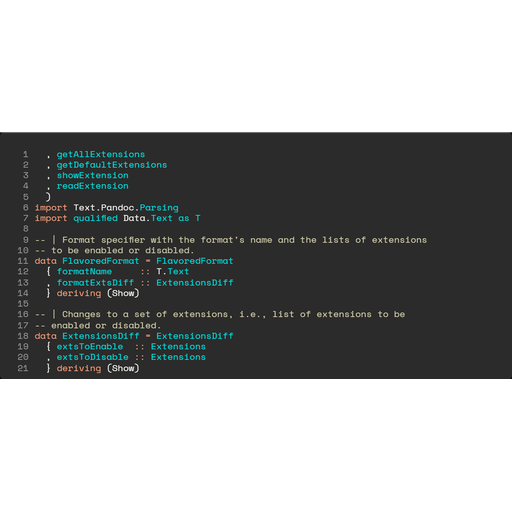 1 , getAllExtensions
2 , getDefaultExtensions
3 , showExtension
4 , readExtension
5 )
6 import Text.Pandoc.Parsing
7 import qualified Data.Text as T
8
9 -- | Format specifier with the format's name and the lists of extensions
10 -- to be enabled or disabled.
11 data FlavoredFormat = FlavoredFormat
12 { formatName :: T.Text
13 , formatExtsDiff :: ExtensionsDiff
14 } deriving (Show)
15
16 -- | Changes to a set of extensions, i.e., list of extensions to be
17 -- enabled or disabled.
18 data ExtensionsDiff = ExtensionsDiff
19 { extsToEnable :: Extensions
20 , extsToDisable :: Extensions
21 } deriving (Show)